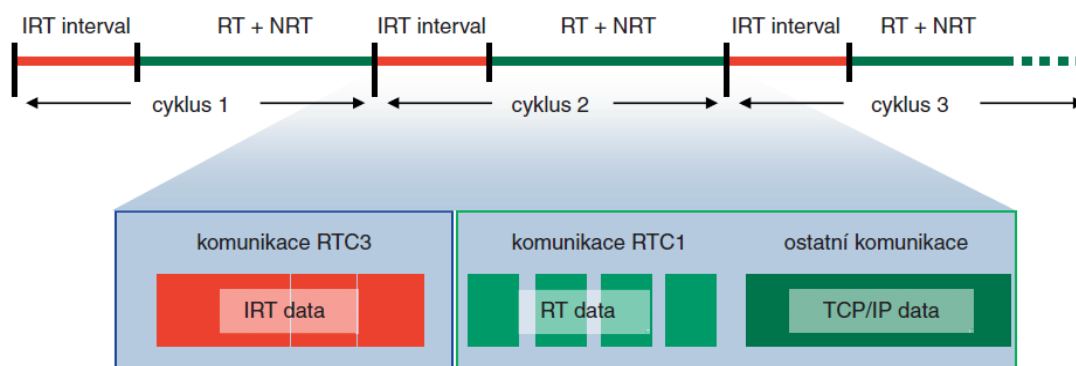 IRT interval RT + NRT IRT interval RT + NRT IRT interval RT + NRT
cyklus 1 cyklus 2 cyklus 3
komunikace RTC3 komunikace RTC1 ostatní komunikace
IRT data RT data TCP/IP data